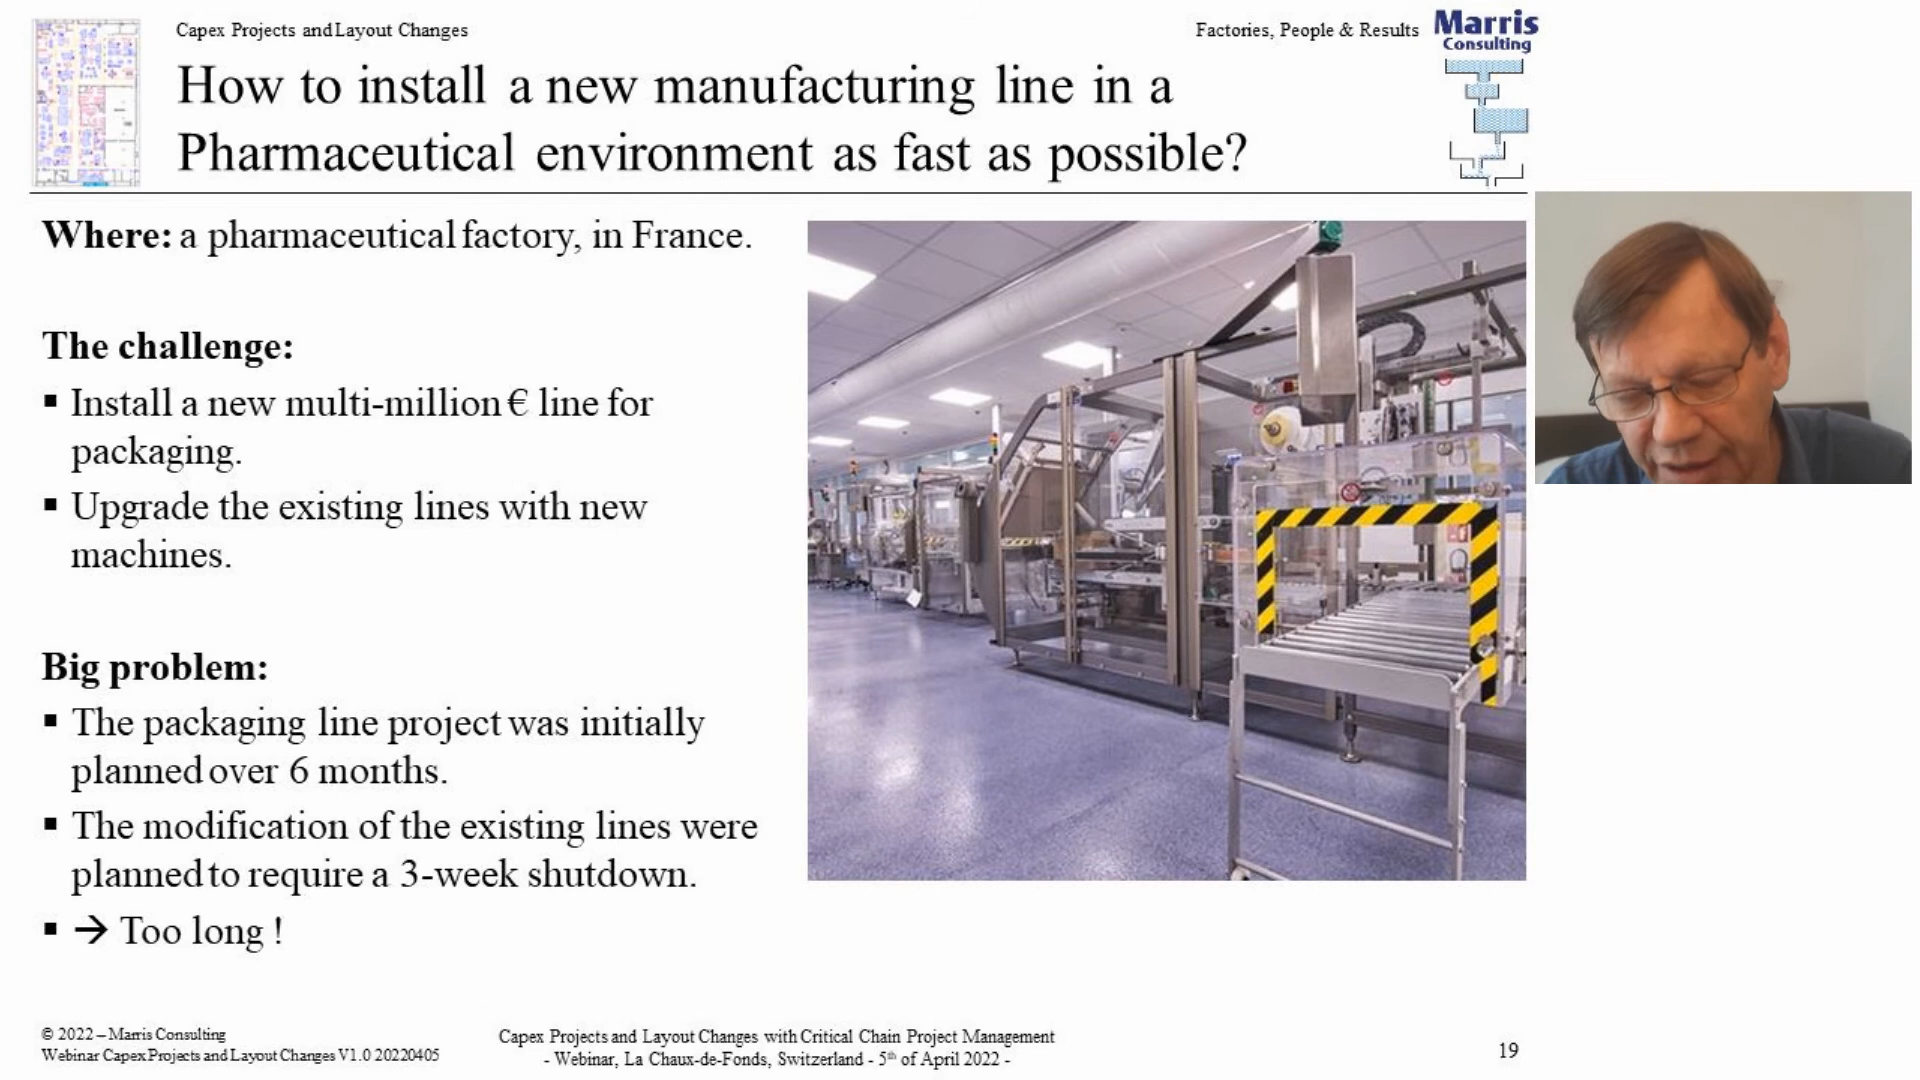 Capex Projects and Layout Changes
Factories, People & Results
Marris
Consulting
How to install a new manufacturing line in a
Pharmaceutical environment as fast as possible?
Where: a pharmaceutical factory, in France.
The challenge:
▪ Install a new multi-million € line for
packaging.
▪ Upgrade the existing lines with new
machines.
Big problem:
▪ The packaging line project was initially
planned over 6 months.
▪ The modification of the existing lines were
planned to require a 3-week shutdown.
▪ → Too long !
© 2022 – Marris Consulting
Webinar Capex Projects and Layout Changes V1.0 20220405
Capex Projects and Layout Changes with Critical Chain Project Management
- Webinar, La Chaux-de-Fonds, Switzerland - 5th of April 2022 -
19